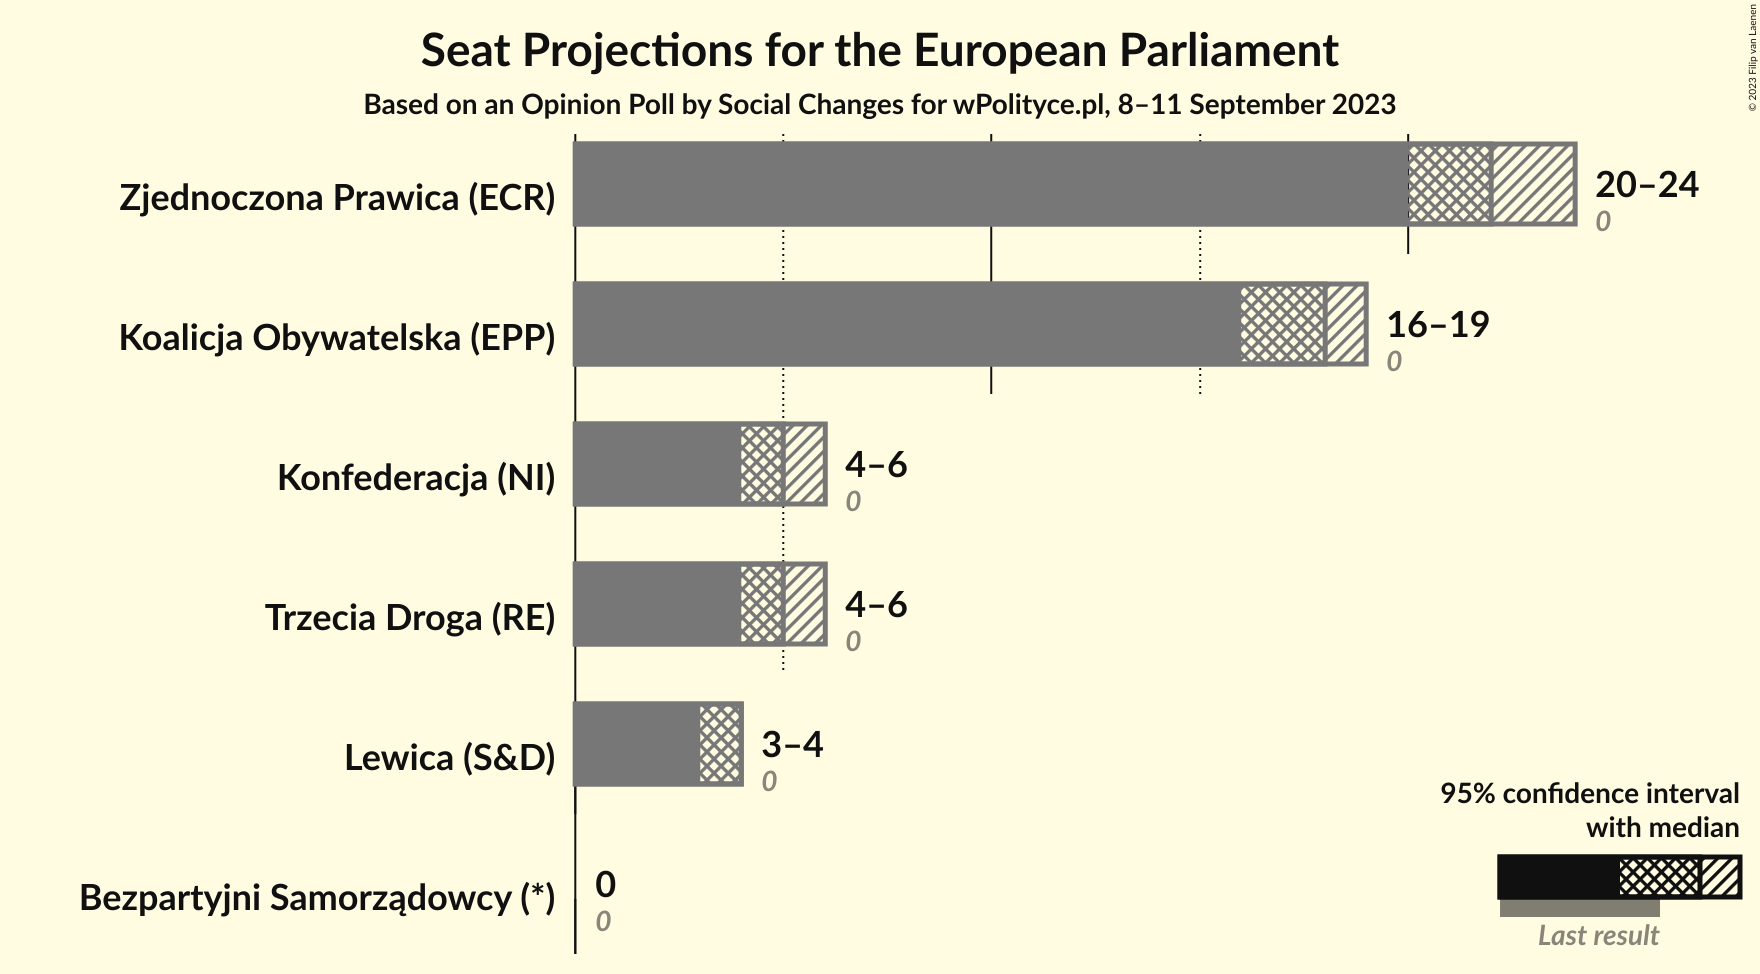 Seat Projections for the European Parliament
Based on an Opinion Poll by Social Changes for wPolityce.pl, 8–11 September 2023
© 2023 Filip van Laenen
Zjednoczona Prawica (ECR)
20–24
0
Koalicja Obywatelska (EPP)
16–19
0
Konfederacja (NI)
4–6
0
Trzecia Droga (RE)
4–6
0
Lewica (S&D)
3–4
0
Bezpartyjni Samorządowcy (*)
0
0
95% confidence interval
with median
Last result